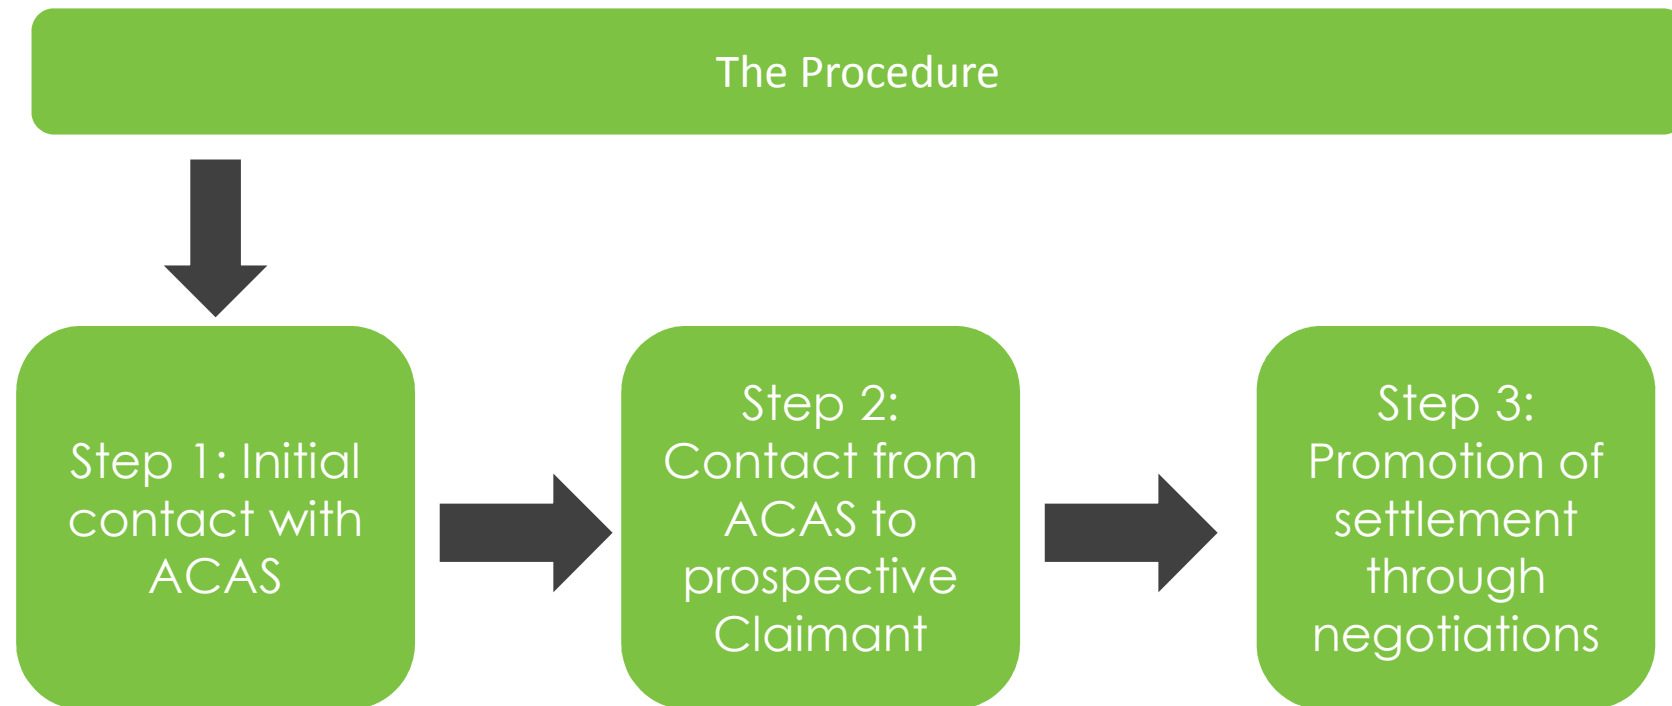 The Procedure
Step 1: Initial
contact with
ACAS
Step 2:
Contact from
ACAS to
prospective
Claimant
Step 3:
Promotion of
settlement
through
negotiations